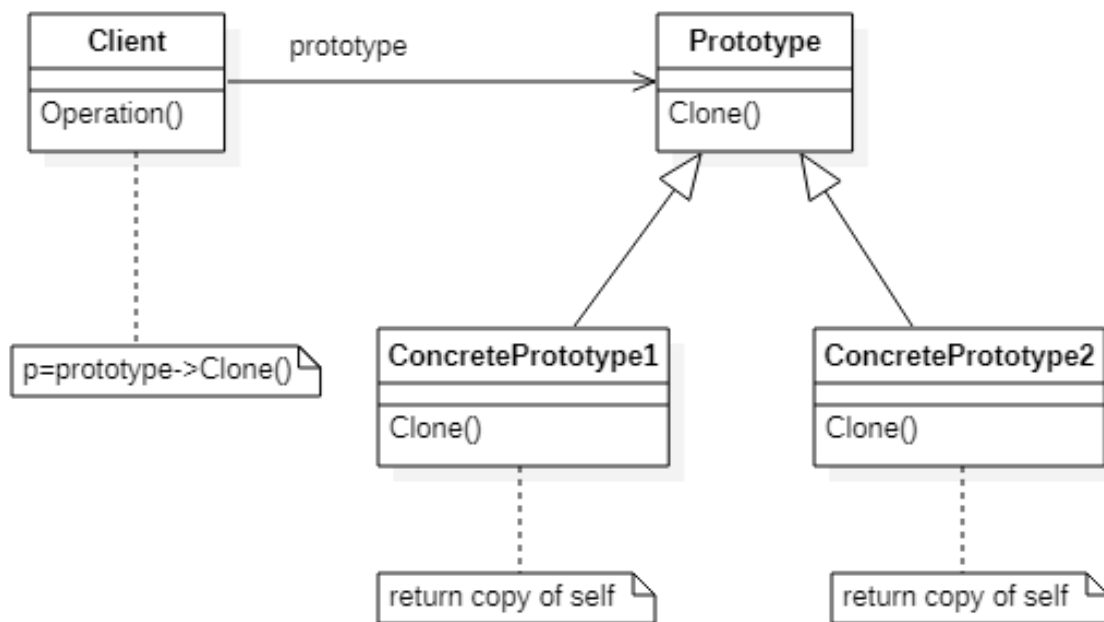 Client
prototype
Prototype
Operation()
Clone()
p=prototype->Clone()
ConcretePrototype1
ConcretePrototype2
Clone()
Clone()
return copy of self
return copy of self